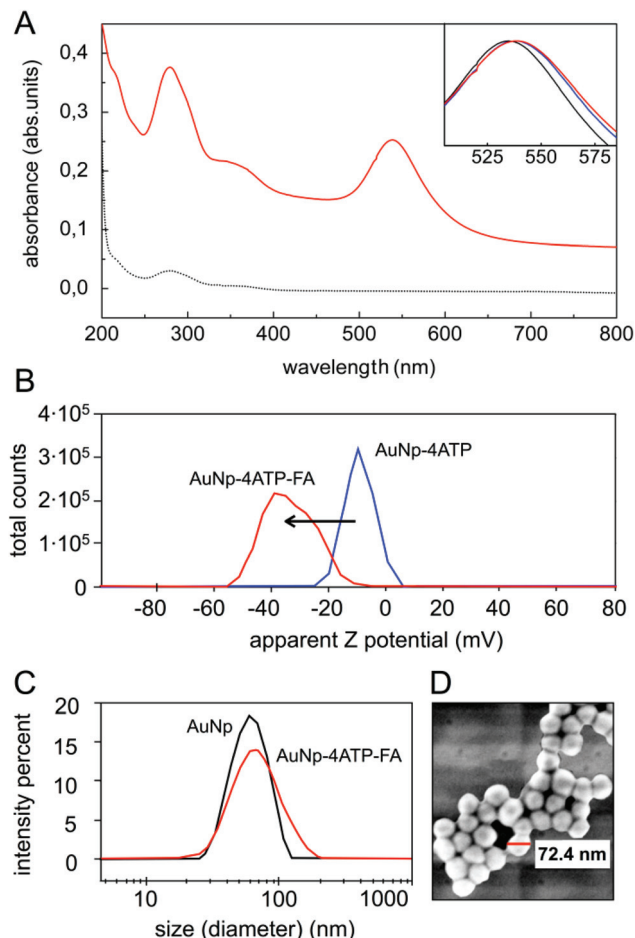 A
0,4
0,3
0,2
0,1
0,0
absorbance (abs.units)
525 550 575
200 300 400 500 600 700 800
wavelength (nm)
B
4·10⁵
3·10⁵
2·10⁵
1·10⁵
0
total counts
AuNp-4ATP-FA
AuNp-4ATP
-80 -60 -40 -20 0 20 40 60 80
apparent Z potential (mV)
C
20
15
10
5
0
intensity percent
AuNp
AuNp-4ATP-FA
10 100 1000
size (diameter) (nm)
D
72.4 nm